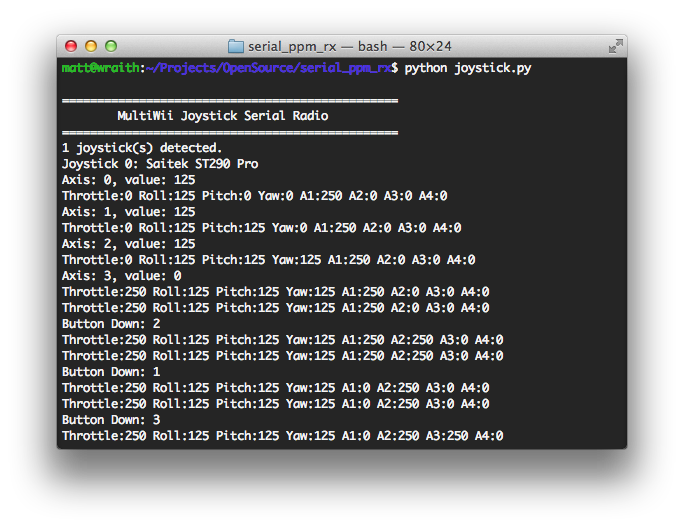 serial_ppm_rx — bash — 80×24
matt@wraith:~/Projects/OpenSource/serial_ppm_rx$ python joystick.py
================================================
MultiWii Joystick Serial Radio
================================================
1 joystick(s) detected.
Joystick 0: Saitek ST290 Pro
Axis: 0, value: 125
Throttle:0 Roll:125 Pitch:0 Yaw:0 A1:250 A2:0 A3:0 A4:0
Axis: 1, value: 125
Throttle:0 Roll:125 Pitch:125 Yaw:0 A1:250 A2:0 A3:0 A4:0
Axis: 2, value: 125
Throttle:0 Roll:125 Pitch:125 Yaw:125 A1:250 A2:0 A3:0 A4:0
Axis: 3, value: 0
Throttle:250 Roll:125 Pitch:125 Yaw:125 A1:250 A2:0 A3:0 A4:0
Throttle:250 Roll:125 Pitch:125 Yaw:125 A1:250 A2:0 A3:0 A4:0
Button Down: 2
Throttle:250 Roll:125 Pitch:125 Yaw:125 A1:250 A2:250 A3:0 A4:0
Throttle:250 Roll:125 Pitch:125 Yaw:125 A1:250 A2:250 A3:0 A4:0
Button Down: 1
Throttle:250 Roll:125 Pitch:125 Yaw:125 A1:0 A2:250 A3:0 A4:0
Throttle:250 Roll:125 Pitch:125 Yaw:125 A1:0 A2:250 A3:0 A4:0
Button Down: 3
Throttle:250 Roll:125 Pitch:125 Yaw:125 A1:0 A2:250 A3:250 A4:0